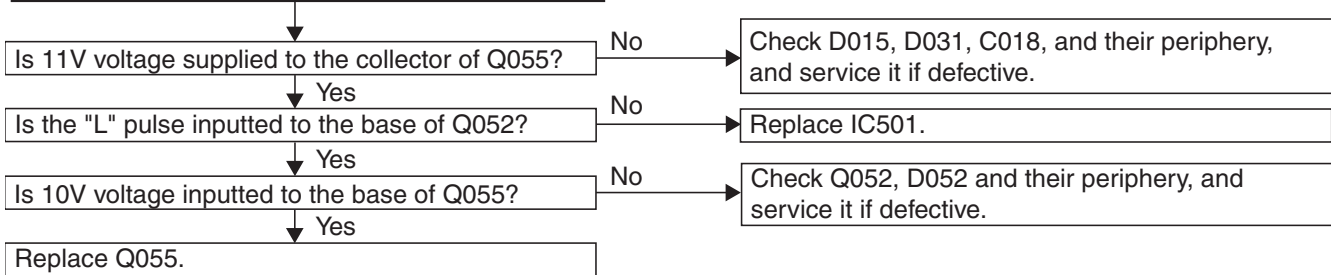 Is 11V voltage supplied to the collector of Q055?
No
Check D015, D031, C018, and their periphery,
and service it if defective.
Yes
Is the "L" pulse inputted to the base of Q052?
No
Replace IC501.
Yes
Is 10V voltage inputted to the base of Q055?
No
Check Q052, D052 and their periphery, and
service it if defective.
Yes
Replace Q055.